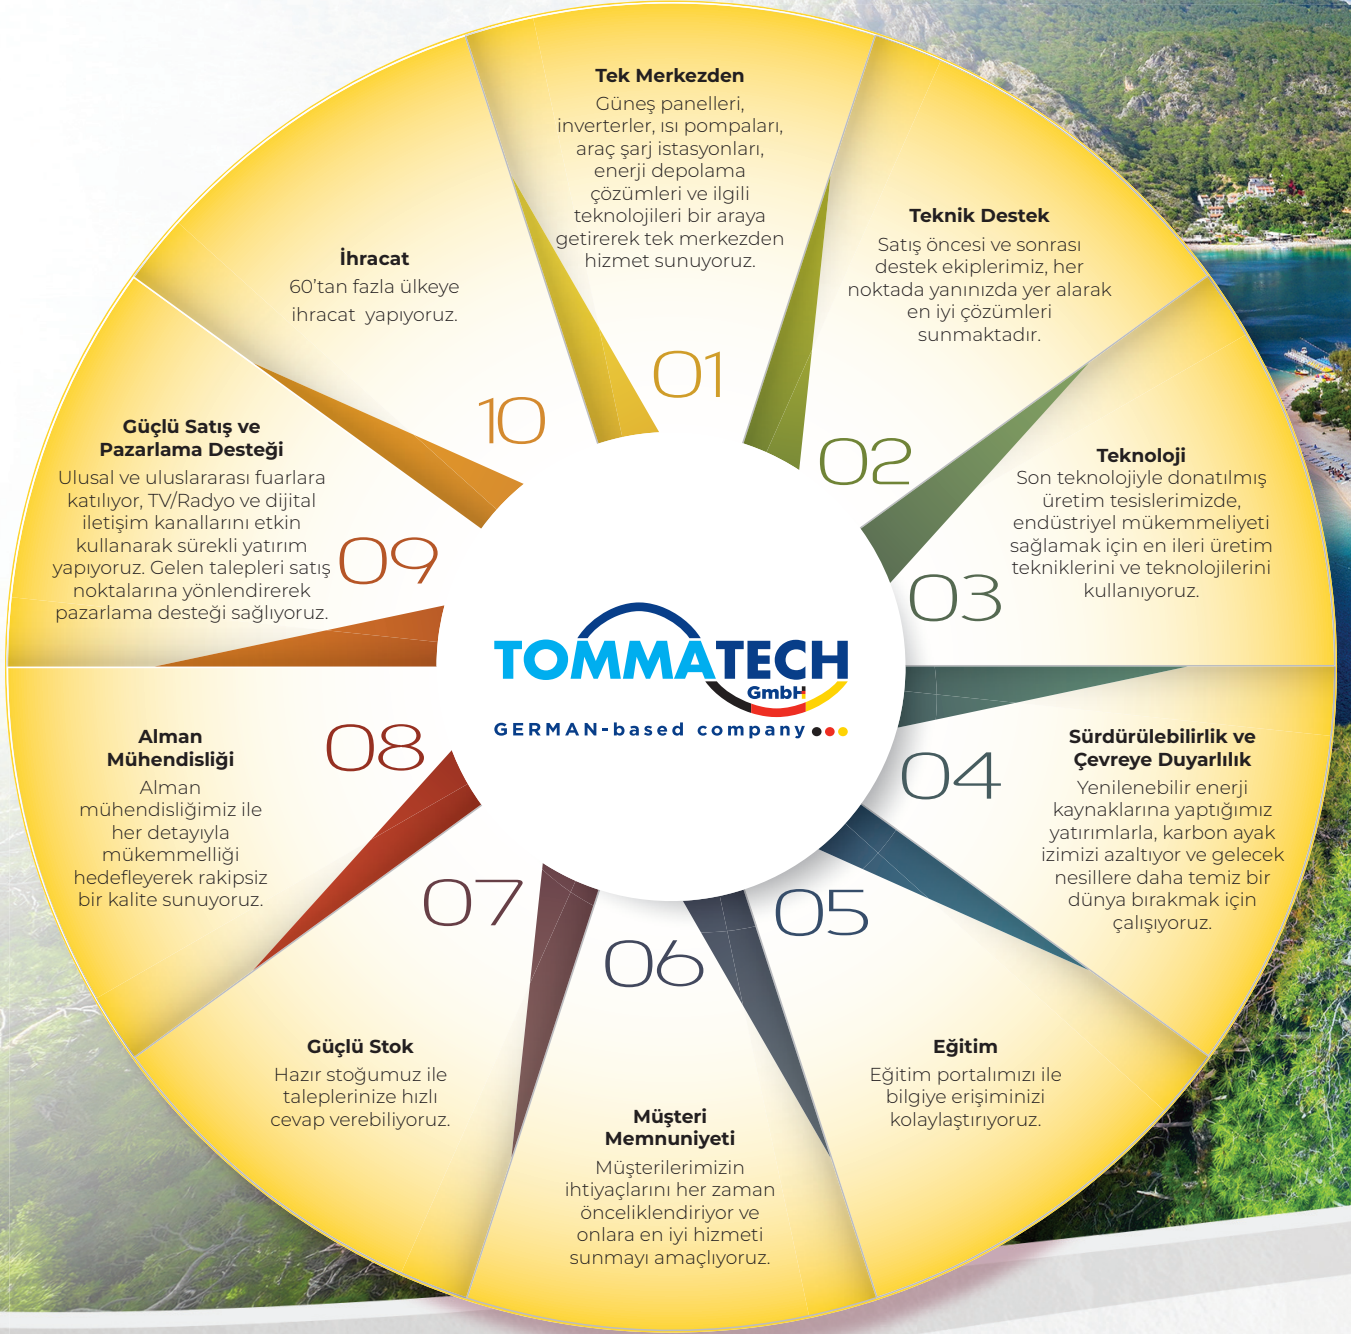 Tek Merkezden
Güneş panelleri,
inverterler, ısı pompaları,
araç şarj istasyonları,
enerji depolama
çözümleri ve ilgili
teknolojileri bir araya
getirerek tek merkezden
hizmet sunuyoruz.
01
Teknik Destek
Satış öncesi ve sonrası
destek ekiplerimiz, her
noktada yanınızda yer alarak
en iyi çözümleri
sunmaktadır.
02
Teknoloji
Son teknolojiyle donatılmış
üretim tesislerimizde,
endüstriyel mükemmeliyeti
sağlamak için en ileri üretim
tekniklerini ve teknolojilerini
kullanıyoruz.
03
Sürdürülebilirlik ve
Çevreye Duyarlılık
Yenilenebilir enerji
kaynaklarına yaptığımız
yatırımlarla, karbon ayak
izimizi azaltıyor ve gelecek
nesillere daha temiz bir
dünya bırakmak için
çalışıyoruz.
04
Eğitim
Eğitim portalımızı ile
bilgiye erişiminizi
kolaylaştırıyoruz.
05
Müşteri
Memnuniyeti
Müşterilerimizin
ihtiyaçlarını her zaman
önceliklendiriyor ve
onlara en iyi hizmeti
sunmayı amaçlıyoruz.
06
Güçlü Stok
Hazır stoğumuz ile
taleplerinize hızlı
cevap verebiliyoruz.
07
Alman
Mühendisliği
Alman
mühendisliğimiz ile
her detayıyla
mükemmelliği
hedefleyerek rakipsiz
bir kalite sunuyoruz.
08
Güçlü Satış ve
Pazarlama Desteği
Ulusal ve uluslararası fuarlara
katılıyor, TV/Radyo ve dijital
iletişim kanallarını etkin
kullanarak sürekli yatırım
yapıyoruz. Gelen talepleri satış
noktalarına yönlendirerek
pazarlama desteği sağlıyoruz.
09
İhracat
60’tan fazla ülkeye
ihracat yapıyoruz.
10
TOMMATECH
GmbH
GERMAN-based company